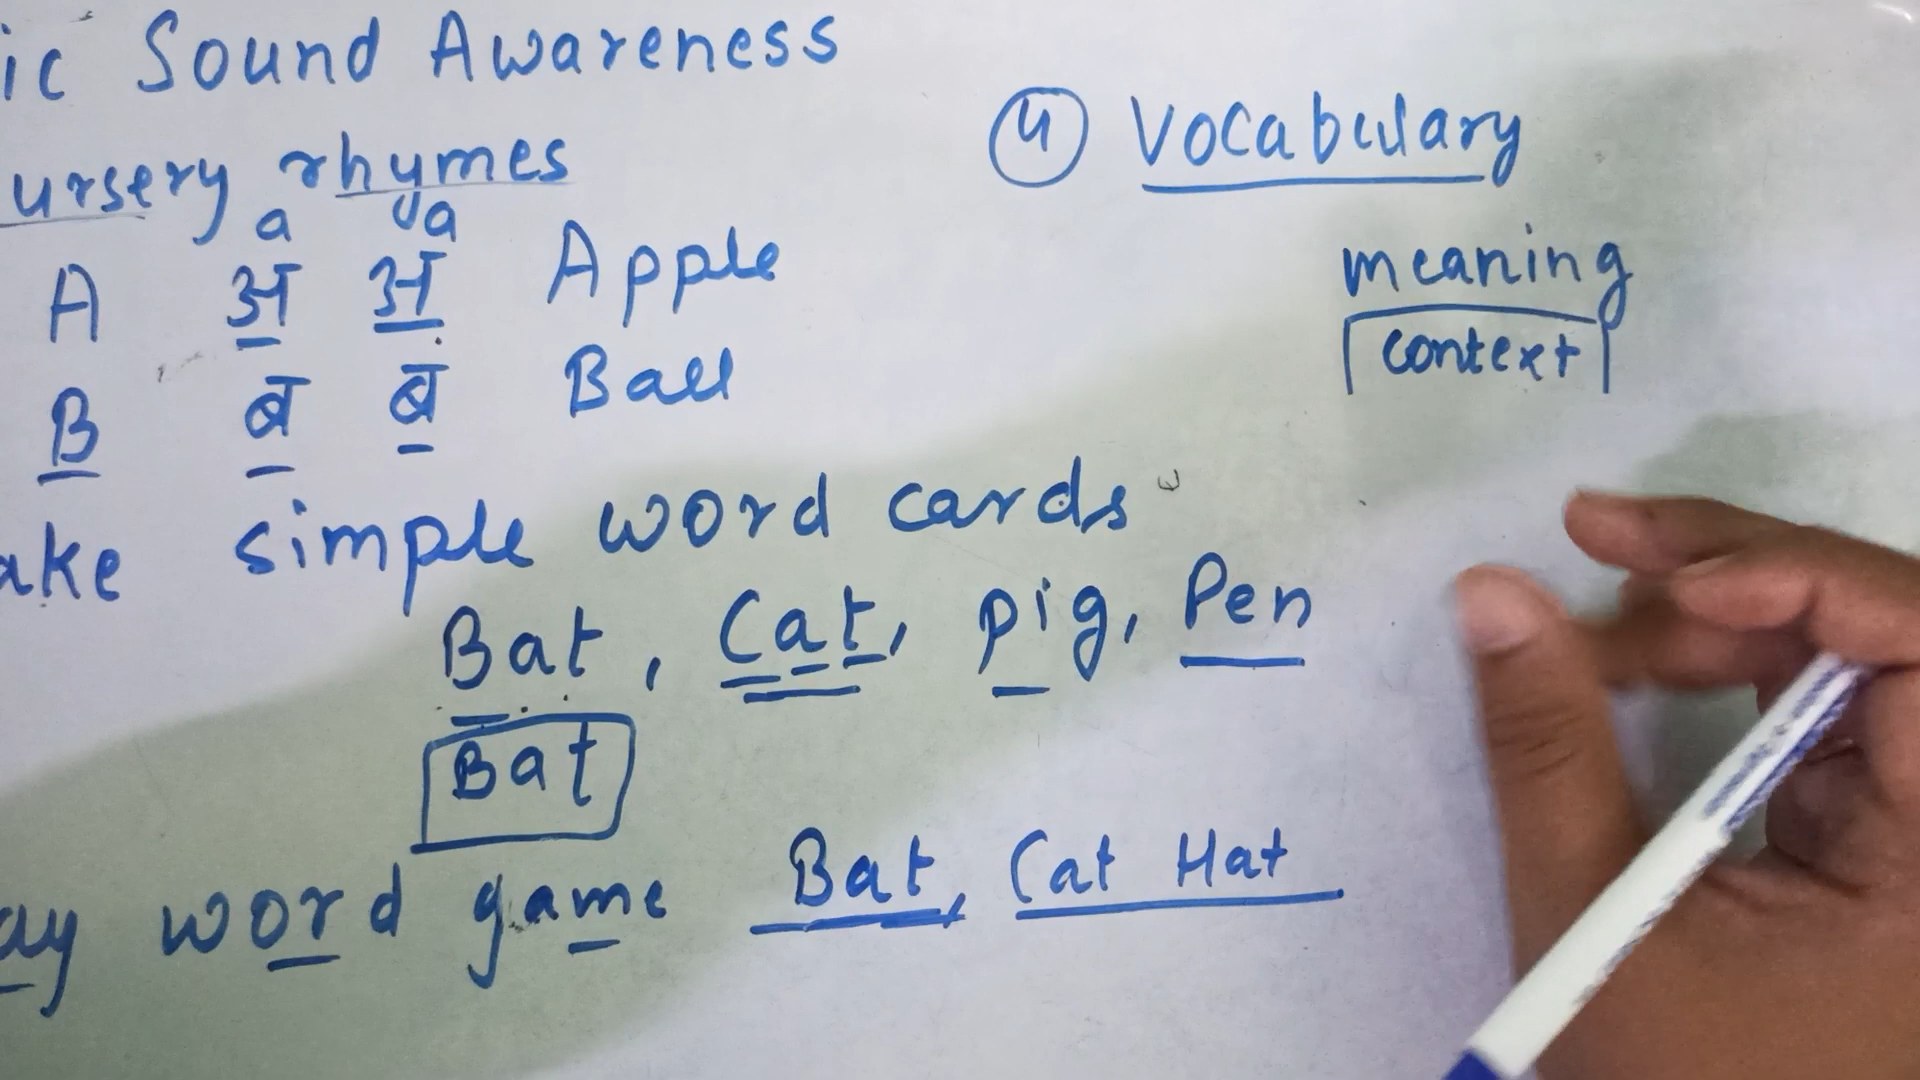 ic Sound Awareness
ursery rhymes
a a
A अ अ Apple
B ब ब Ball
ake simple word cards
Bat, Cat, pig, Pen
Bat
ay word game Bat, Cat Hat
4 Vocabulary
meaning
context